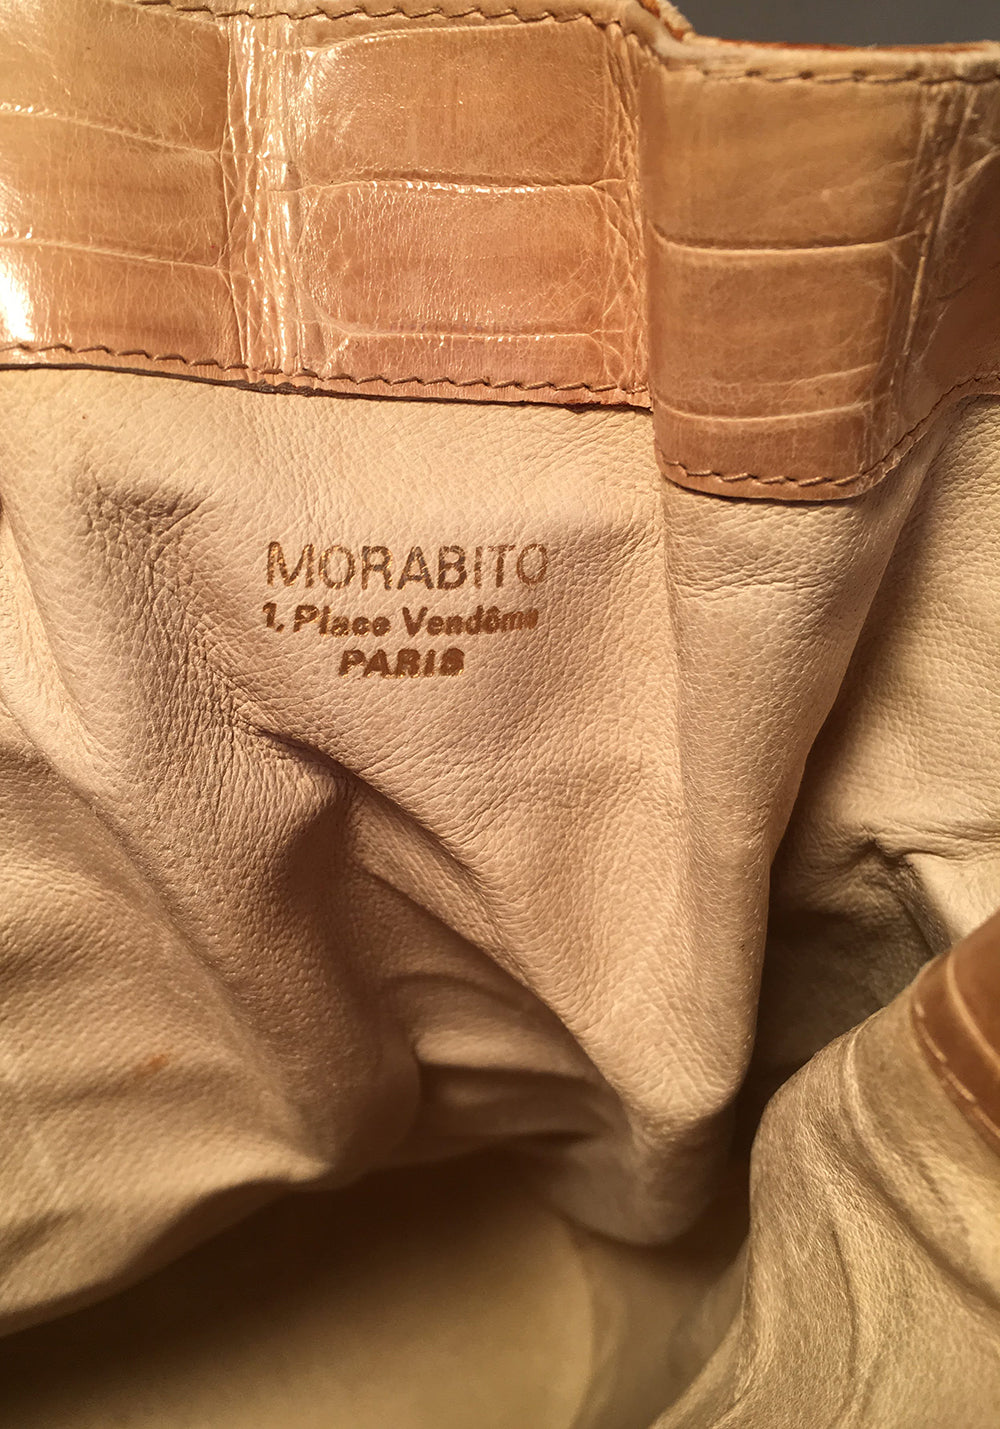 MORABITO
1, Place Vendôme
PARIS